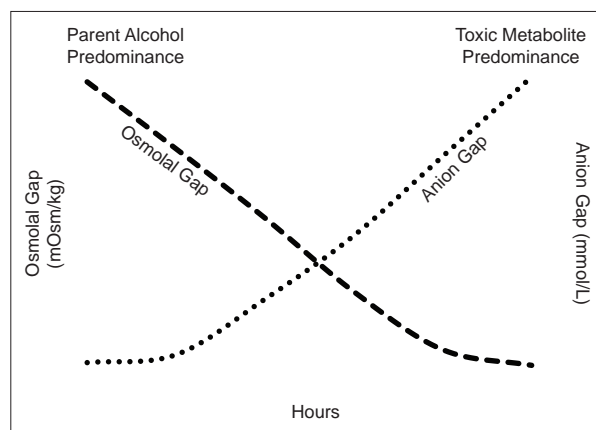 Parent Alcohol
Predominance
Toxic Metabolite
Predominance
Osmolal Gap
Anion Gap
Osmolal Gap
(mOsm/kg)
Anion Gap (mmol/L)
Hours